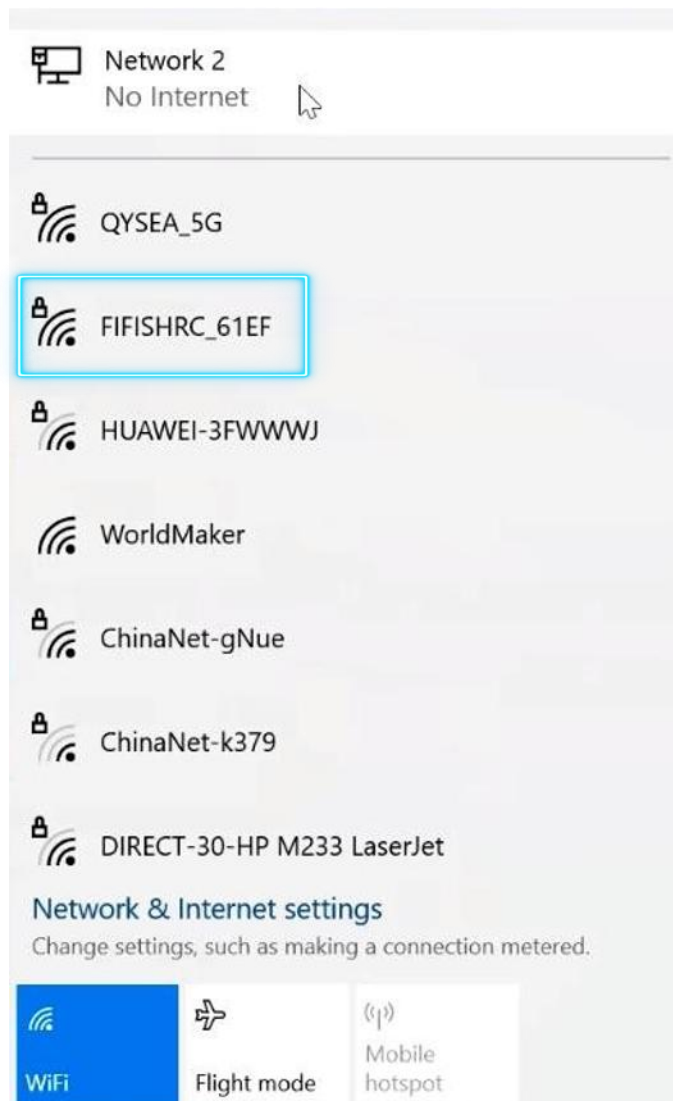 Network 2
No Internet
QYSEA_5G
FIFISHRC_61EF
HUAWEI-3FWWWJ
WorldMaker
ChinaNet-gNue
ChinaNet-k379
DIRECT-30-HP M233 LaserJet
Network & Internet settings
Change settings, such as making a connection metered.
WiFi
Flight mode
Mobile
hotspot